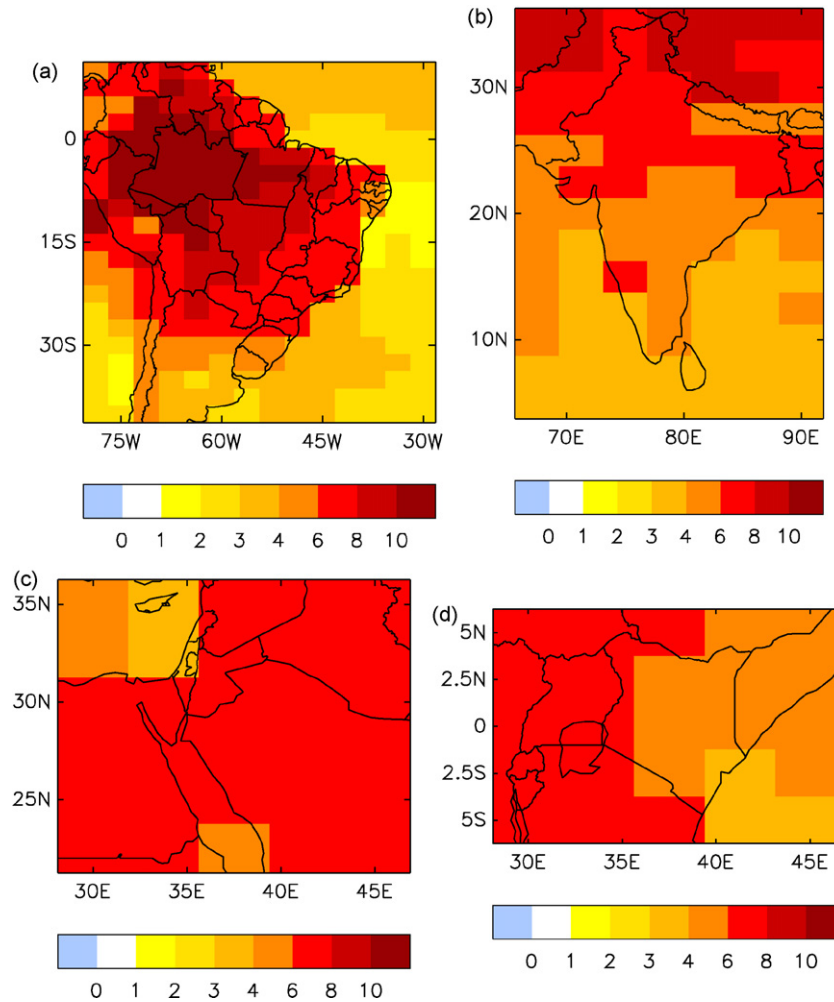 (a)
0
15S
30S
75W 60W 45W 30W
0 1 2 3 4 6 8 10
(b)
30N
20N
10N
70E 80E 90E
0 1 2 3 4 6 8 10
(c)
35N
30N
25N
30E 35E 40E 45E
0 1 2 3 4 6 8 10
(d)
5N
2.5N
0
2.5S
5S
30E 35E 40E 45E
0 1 2 3 4 6 8 10